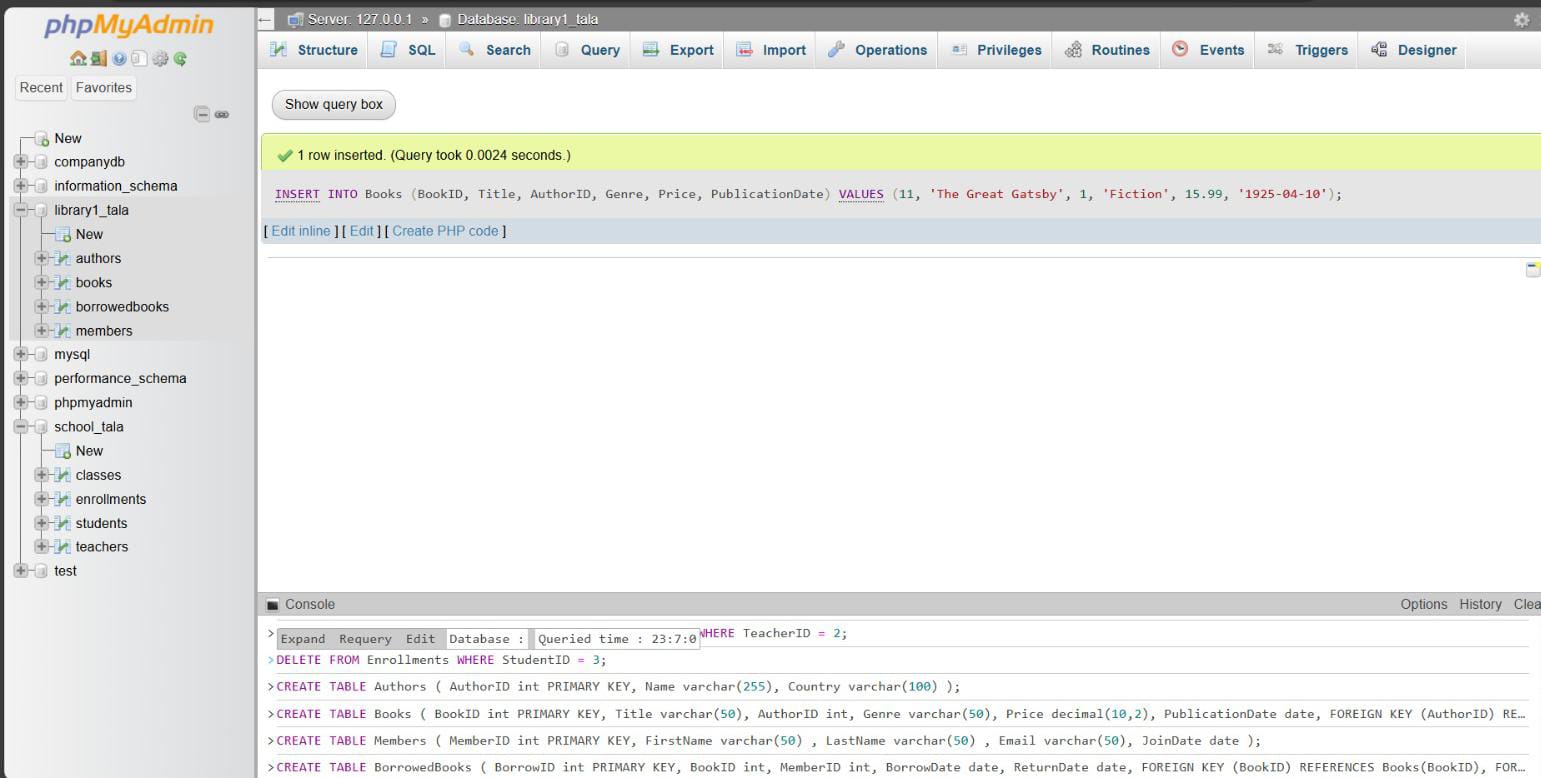 phpMyAdmin
Recent Favorites
New
companydb
information_schema
library1_tala
New
authors
books
borrowedbooks
members
mysql
performance_schema
phpmyadmin
school_tala
New
classes
enrollments
students
teachers
test
← Server: 127.0.0.1 » Database: library1_tala
Structure SQL Search Query Export Import Operations Privileges Routines Events Triggers Designer
Show query box
1 row inserted. (Query took 0.0024 seconds.)
INSERT INTO Books (BookID, Title, AuthorID, Genre, Price, PublicationDate) VALUES (11, 'The Great Gatsby', 1, 'Fiction', 15.99, '1925-04-10');
[ Edit inline ] [ Edit ] [ Create PHP code ]
Console Options History Clea
> Expand Requery Edit Database : Queried time : 23:7:0 WHERE TeacherID = 2;
>DELETE FROM Enrollments WHERE StudentID = 3;
>CREATE TABLE Authors ( AuthorID int PRIMARY KEY, Name varchar(255), Country varchar(100) );
>CREATE TABLE Books ( BookID int PRIMARY KEY, Title varchar(50), AuthorID int, Genre varchar(50), Price decimal(10,2), PublicationDate date, FOREIGN KEY (AuthorID) RE…
>CREATE TABLE Members ( MemberID int PRIMARY KEY, FirstName varchar(50) , LastName varchar(50) , Email varchar(50), JoinDate date );
>CREATE TABLE BorrowedBooks ( BorrowID int PRIMARY KEY, BookID int, MemberID int, BorrowDate date, ReturnDate date, FOREIGN KEY (BookID) REFERENCES Books(BookID), FOR…